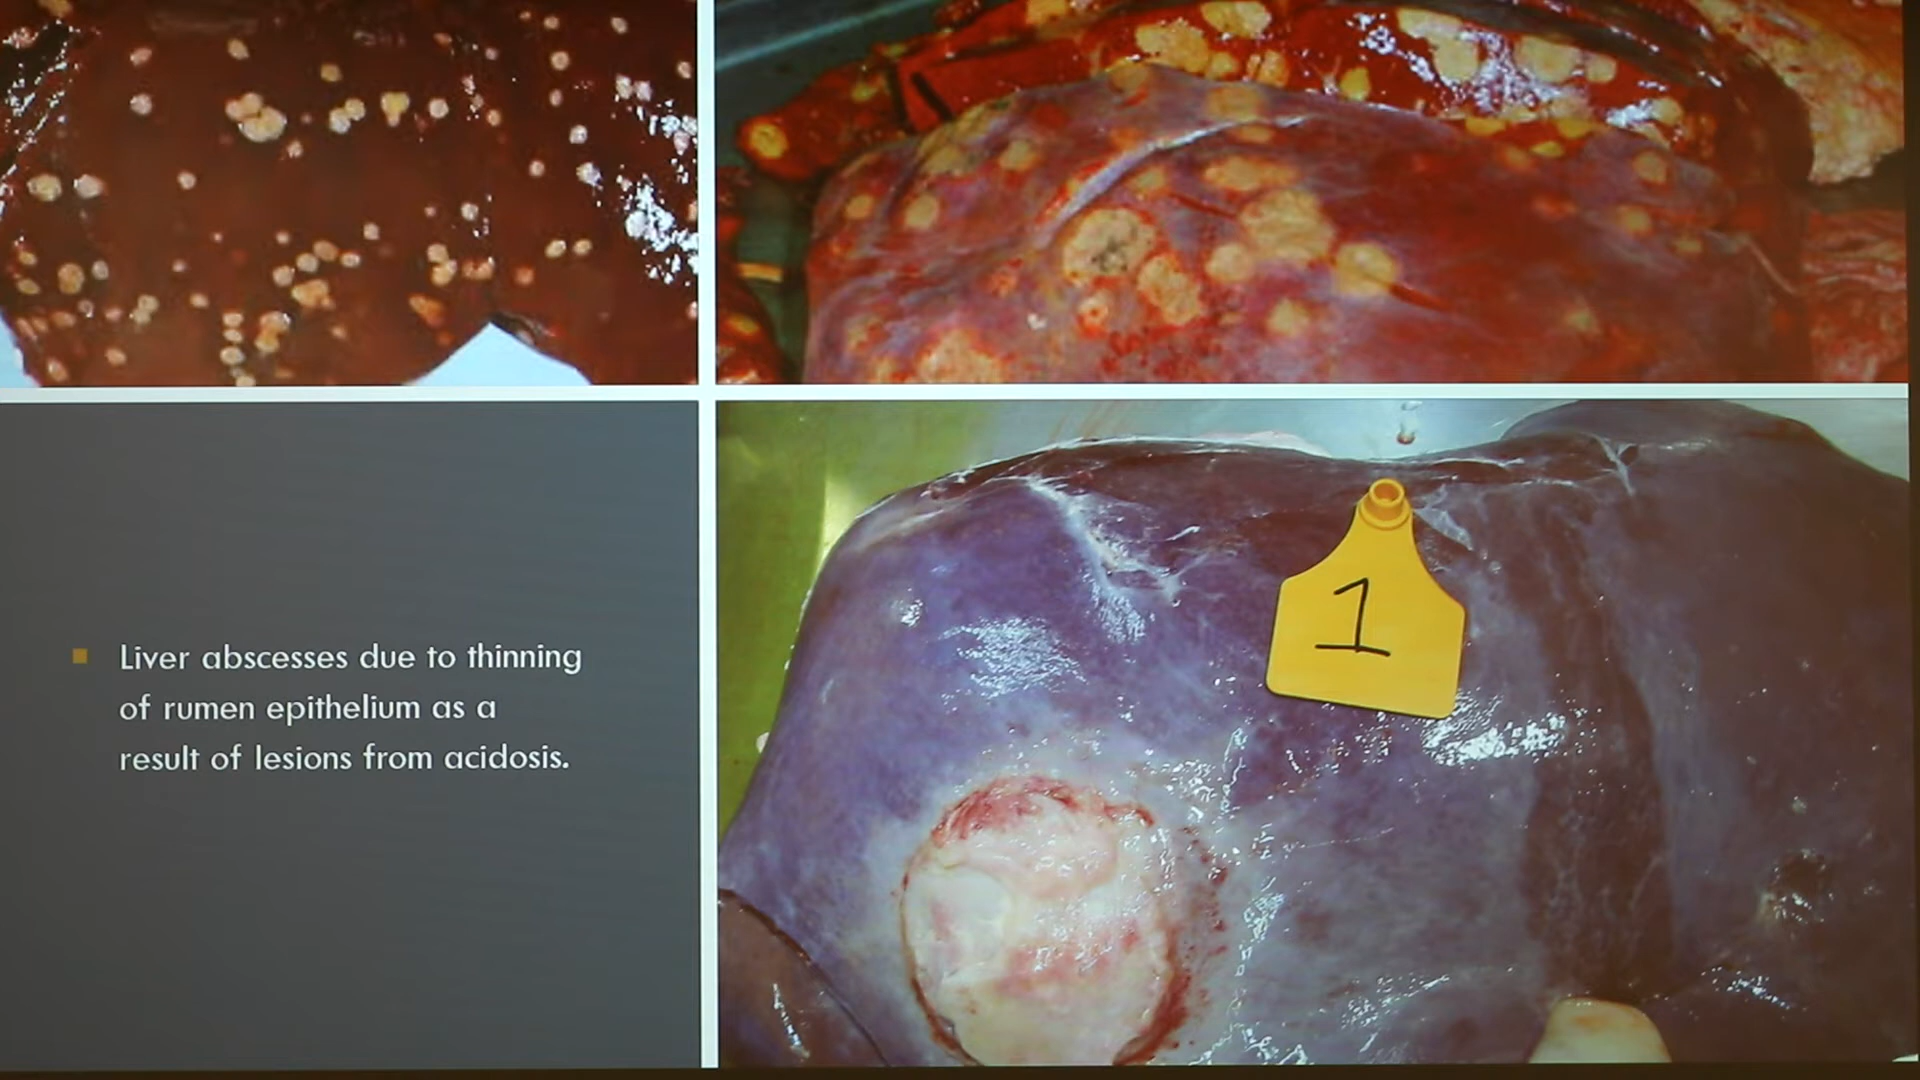 Liver abscesses due to thinning
of rumen epithelium as a
result of lesions from acidosis.
1